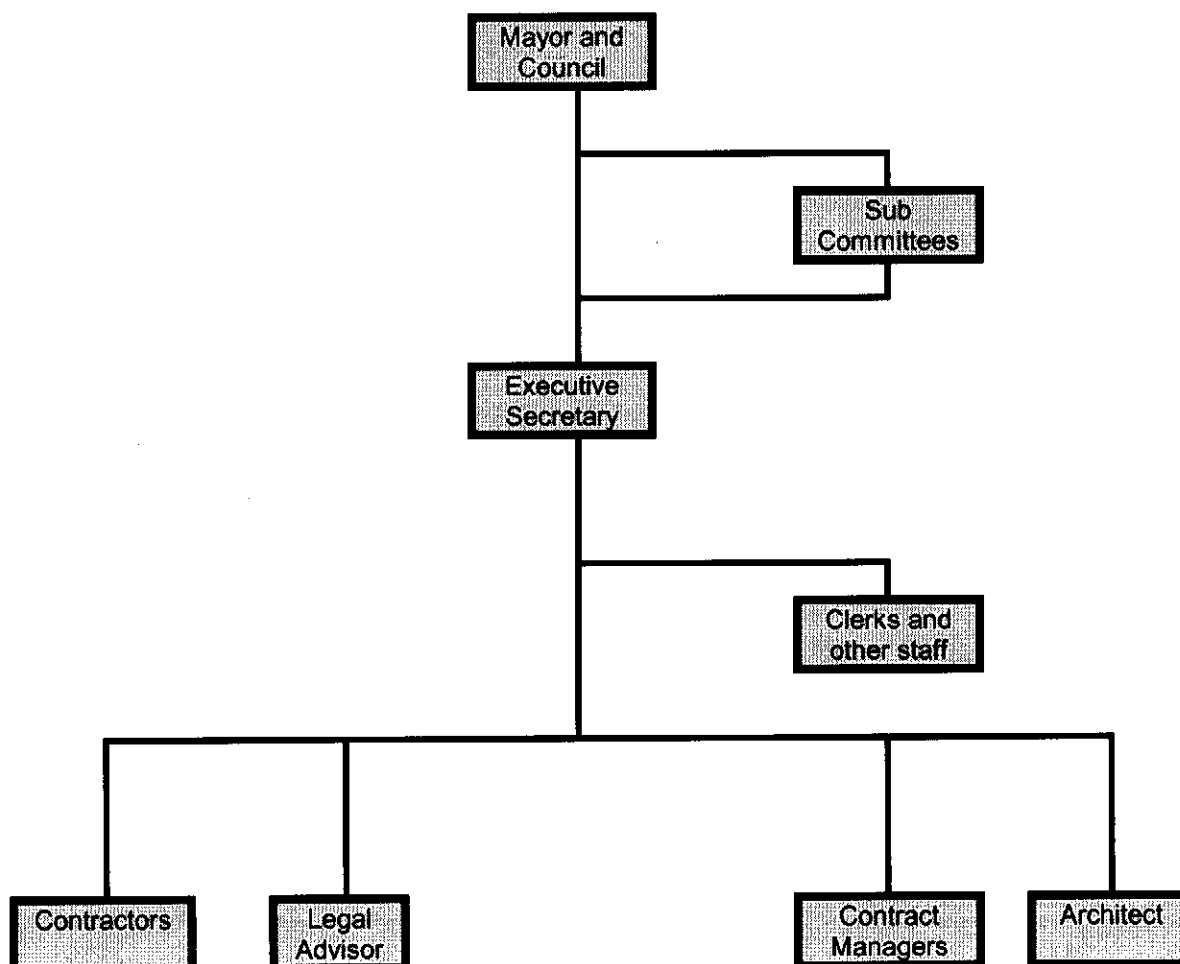 Mayor and
Council
Sub
Committees
Executive
Secretary
Clerks and
other staff
Contractors
Legal
Advisor
Contract
Managers
Architect